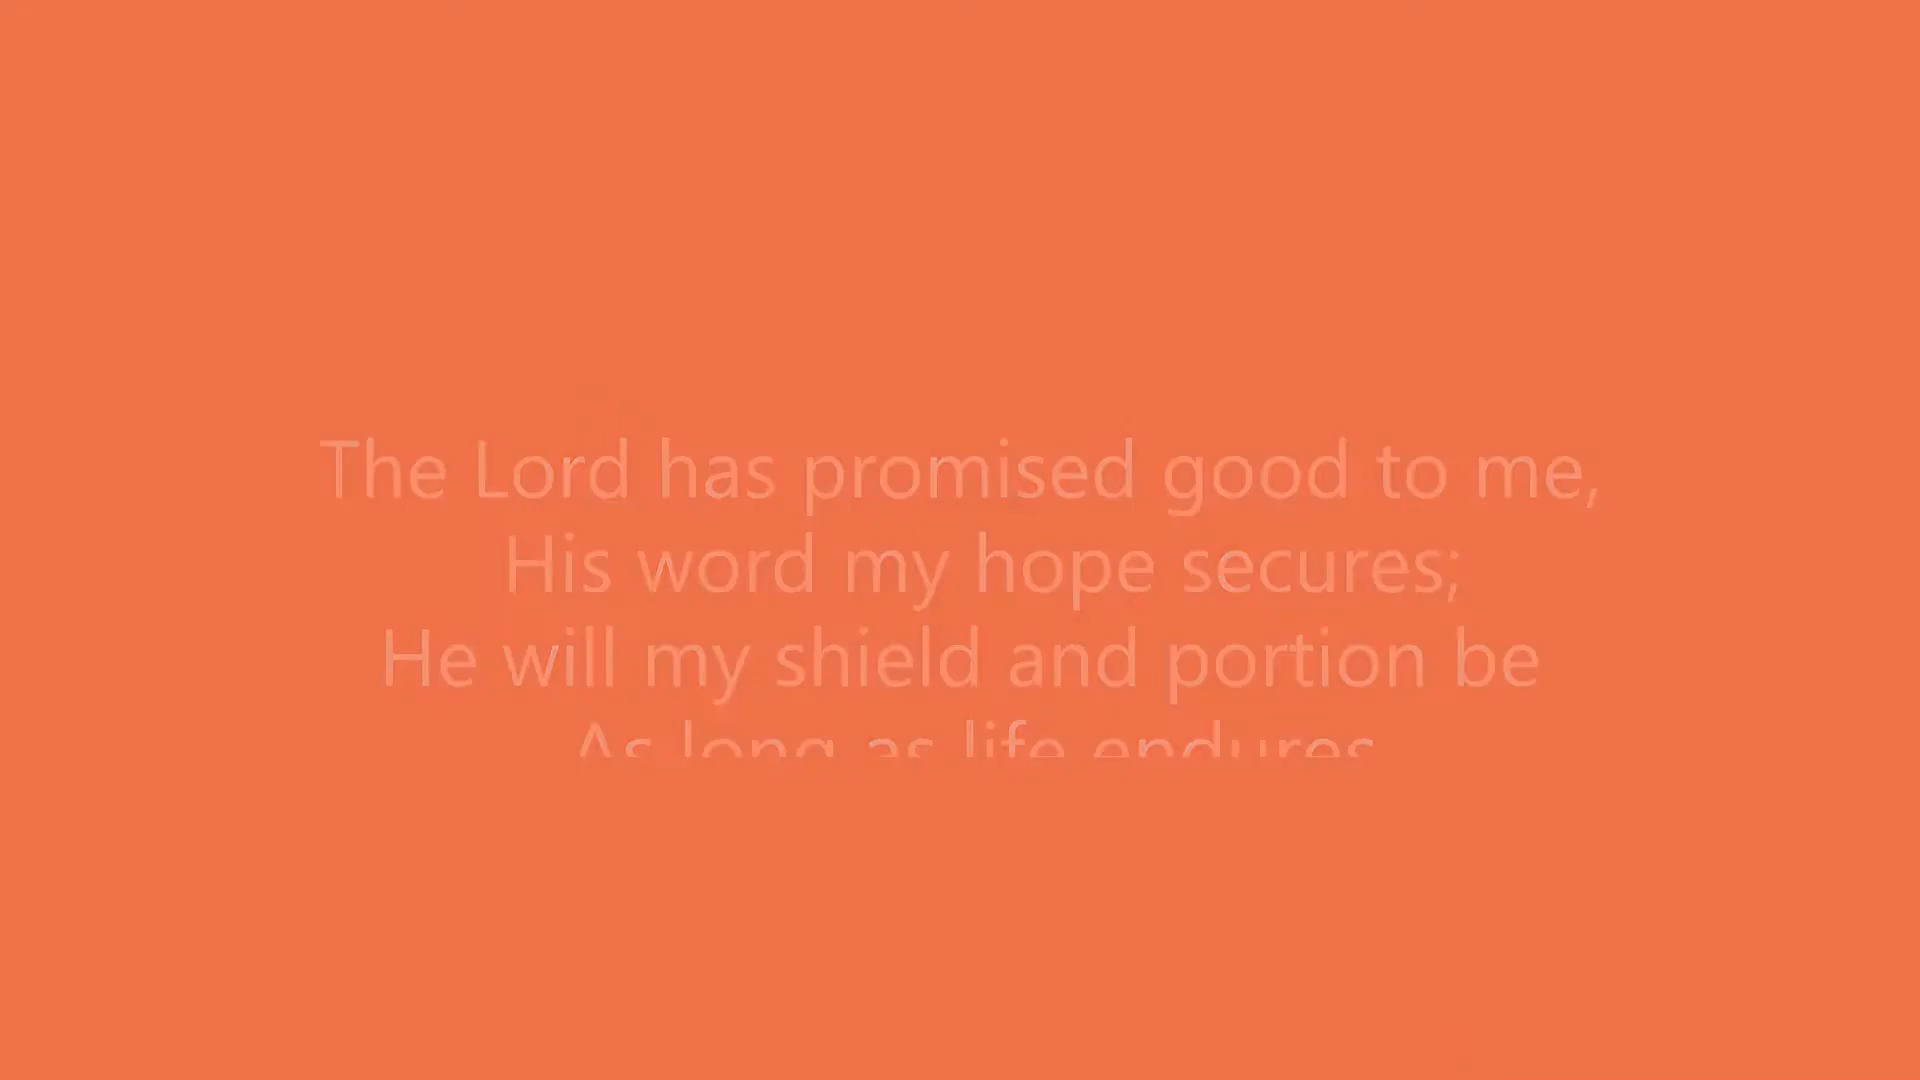 The Lord has promised good to me,
His word my hope secures;
He will my shield and portion be
As long as life endures